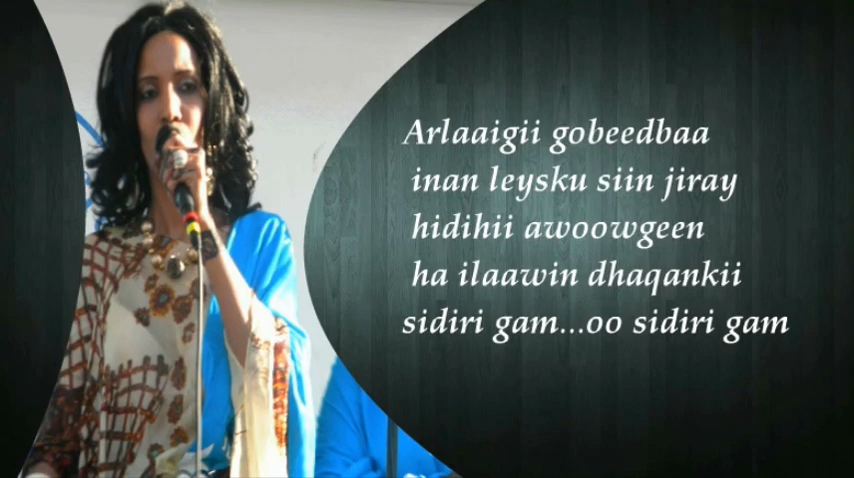 Arlaaigii gobeedbaa
inan leysku siin jiray
hidihii awoowgeen
ha ilaawin dhaqankii
sidiri gam...oo sidiri gam